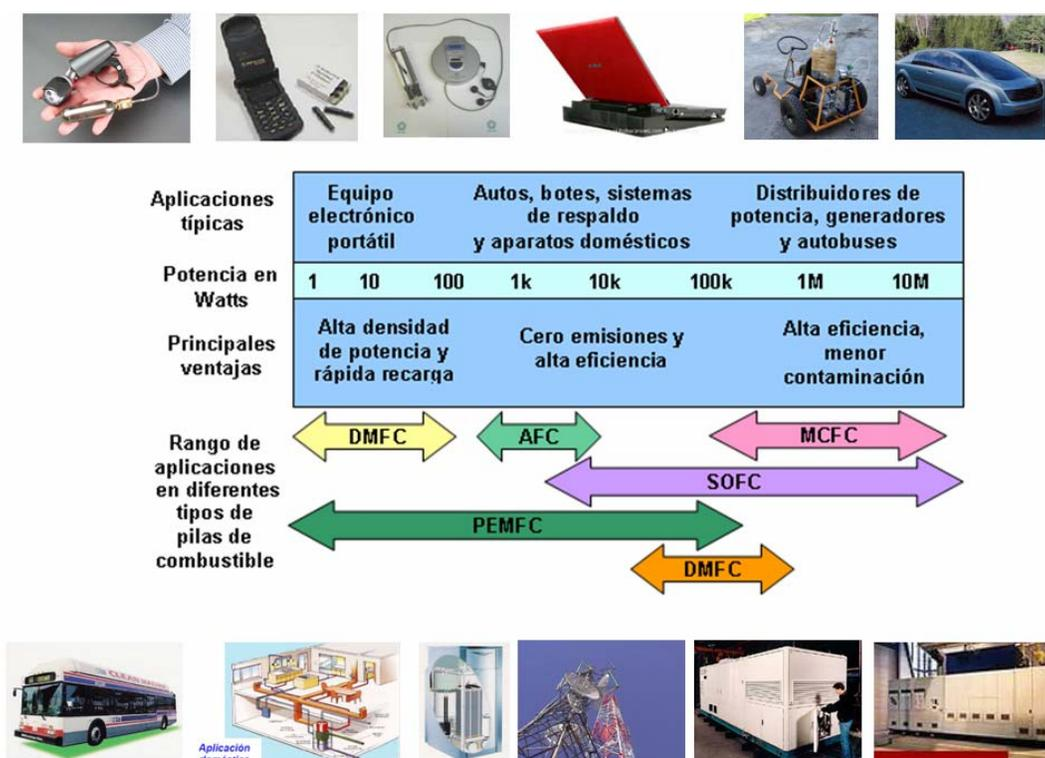 Aplicaciones
típicas
Equipo
electrónico
portátil
Autos, botes, sistemas
de respaldo
y aparatos domésticos
Distribuidores de
potencia, generadores
y autobuses
Potencia en
Watts
1 10 100 1k 10k 100k 1M 10M
Principales
ventajas
Alta densidad
de potencia y
rápida recarga
Cero emisiones y
alta eficiencia
Alta eficiencia,
menor
contaminación
Rango de
aplicaciones
en diferentes
tipos de
pilas de
combustible
DMFC
AFC
MCFC
SOFC
PEMFC
DMFC
Aplicación